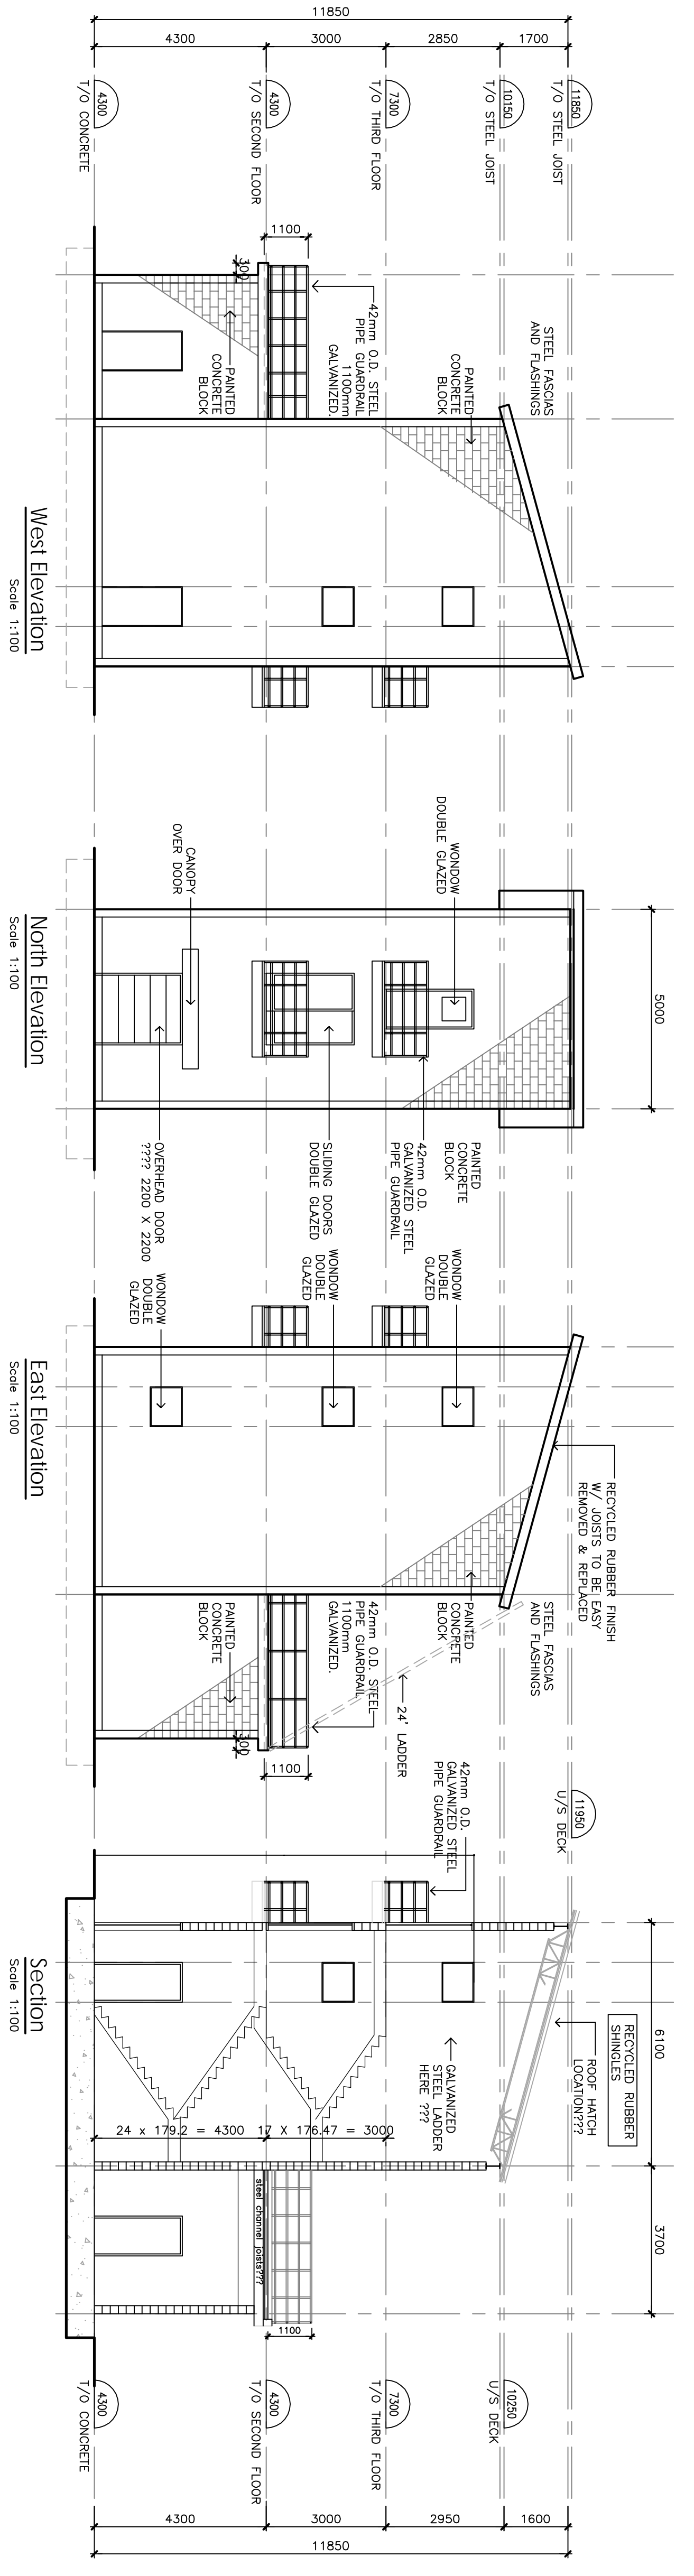 11850
4300
3000
2850
1700
11850
T/O STEEL JOIST
10150
T/O STEEL JOIST
7300
T/O THIRD FLOOR
4300
T/O SECOND FLOOR
4300
T/O CONCRETE
1100
300
STEEL FASCIAS
AND FLASHINGS
PAINTED
CONCRETE
BLOCK
42mm O.D. STEEL
PIPE GUARDRAIL
1100mm
GALVANIZED.
PAINTED
CONCRETE
BLOCK
West Elevation
Scale 1:100
5000
WONDOW
DOUBLE GLAZED
CANOPY
OVER DOOR
PAINTED
CONCRETE
BLOCK
42mm O.D.
GALVANIZED STEEL
PIPE GUARDRAIL
SLIDING DOORS
DOUBLE GLAZED
OVERHEAD DOOR
???? 2200 X 2200
North Elevation
Scale 1:100
WONDOW
DOUBLE
GLAZED
WONDOW
DOUBLE
GLAZED
WONDOW
DOUBLE
GLAZED
RECYCLED RUBBER FINISH
W/ JOISTS TO BE EASY
REMOVED & REPLACED
STEEL FASCIAS
AND FLASHINGS
PAINTED
CONCRETE
BLOCK
42mm O.D. STEEL
PIPE GUARDRAIL
1100mm
GALVANIZED.
PAINTED
CONCRETE
BLOCK
24' LADDER
300
1100
East Elevation
Scale 1:100
11950
U/S DECK
42mm O.D.
GALVANIZED STEEL
PIPE GUARDRAIL
6100
3700
RECYCLED RUBBER
SHINGLES
ROOF HATCH
LOCATION???
GALVANIZED
STEEL LADDER
HERE ???
24 x 179.2 = 4300
17 X 176.47 = 3000
steel channel joists???
1100
Section
Scale 1:100
10250
U/S DECK
7300
T/O THIRD FLOOR
4300
T/O SECOND FLOOR
4300
T/O CONCRETE
4300
3000
2950
1600
11850